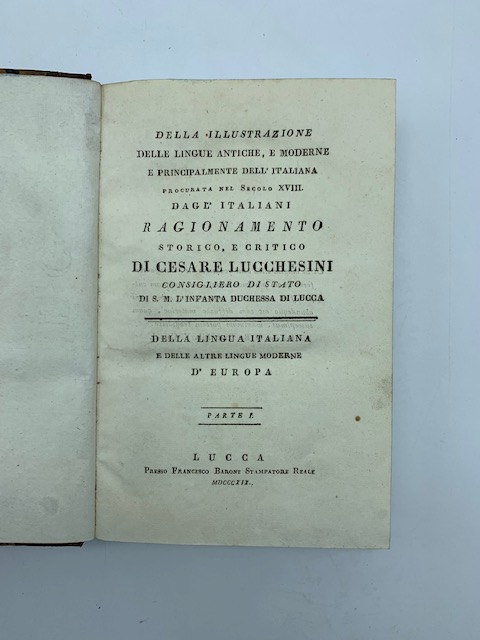 DELLA ILLUSTRAZIONE
DELLE LINGUE ANTICHE, E MODERNE
E PRINCIPALMENTE DELL' ITALIANA
PROCURATA NEL SECOLO XVIII.
DAGL' ITALIANI
RAGIONAMENTO
STORICO, E CRITICO
DI CESARE LUCCHESINI
CONSIGLIERO DI STATO
DI S. M. L'INFANTA DUCHESSA DI LUCCA
DELLA LINGUA ITALIANA
E DELLE ALTRE LINGUE MODERNE
D' EUROPA
PARTE I.
LUCCA
PRESSO FRANCESCO BARONI STAMPATORE REALE
MDCCCXIX.